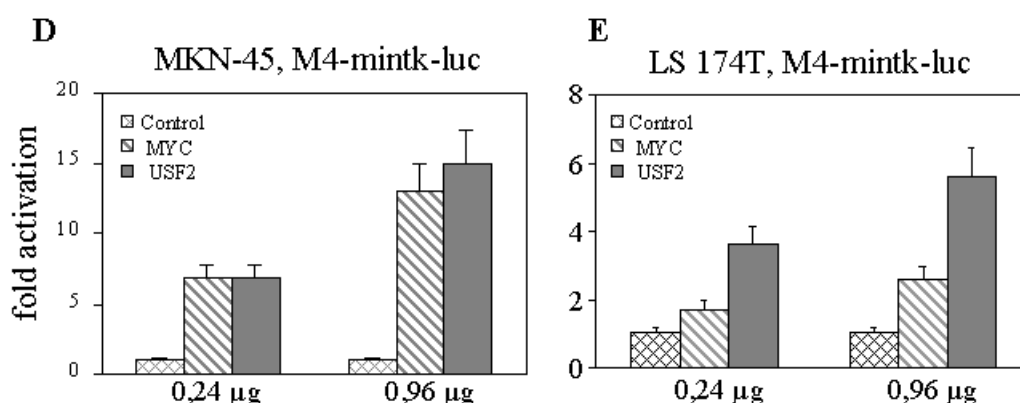 D
MKN-45, M4-mintk-luc
fold activation
20
15
10
5
0
Control
MYC
USF2
0,24 µg
0,96 µg
E
LS 174T, M4-mintk-luc
8
6
4
2
0
Control
MYC
USF2
0,24 µg
0,96 µg